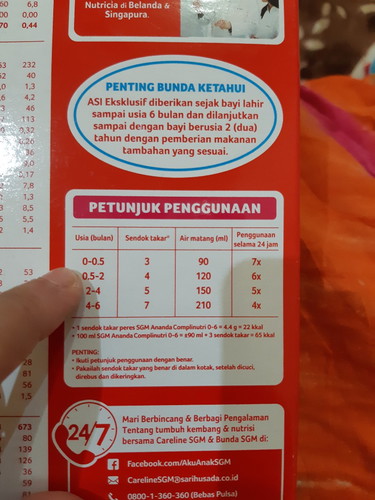 Nutricia di Belanda &
Singapura.
PENTING BUNDA KETAHUI
ASI Eksklusif diberikan sejak bayi lahir
sampai usia 6 bulan dan dilanjutkan
sampai dengan bayi berusia 2 (dua)
tahun dengan pemberian makanan
tambahan yang sesuai.
PETUNJUK PENGGUNAAN
Usia (bulan) Sendok takar* Air matang (ml) Penggunaan selama 24 jam
0-0.5 3 90 7x
0.5-2 4 120 6x
2-4 5 150 5x
4-6 7 210 4x
• 1 sendok takar peres SGM Ananda Complinutri 0-6 = 4.4 g = 22 kkal
• 100 ml SGM Ananda Complinutri 0-6 = ±90 ml + 3 sendok takar = 65 kkal
PENTING:
• Ikuti petunjuk penggunaan dengan benar.
• Pakailah sendok takar yang benar di dalam kotak, setelah dicuci,
direbus dan dikeringkan.
24/7
Mari Berbincang & Berbagi Pengalaman
Tentang tumbuh kembang & nutrisi
bersama Careline SGM & Bunda SGM di:
Facebook.com/AkuAnakSGM
CarelineSGM@sarihusada.co.id
0800-1-360-360 (Bebas Pulsa)